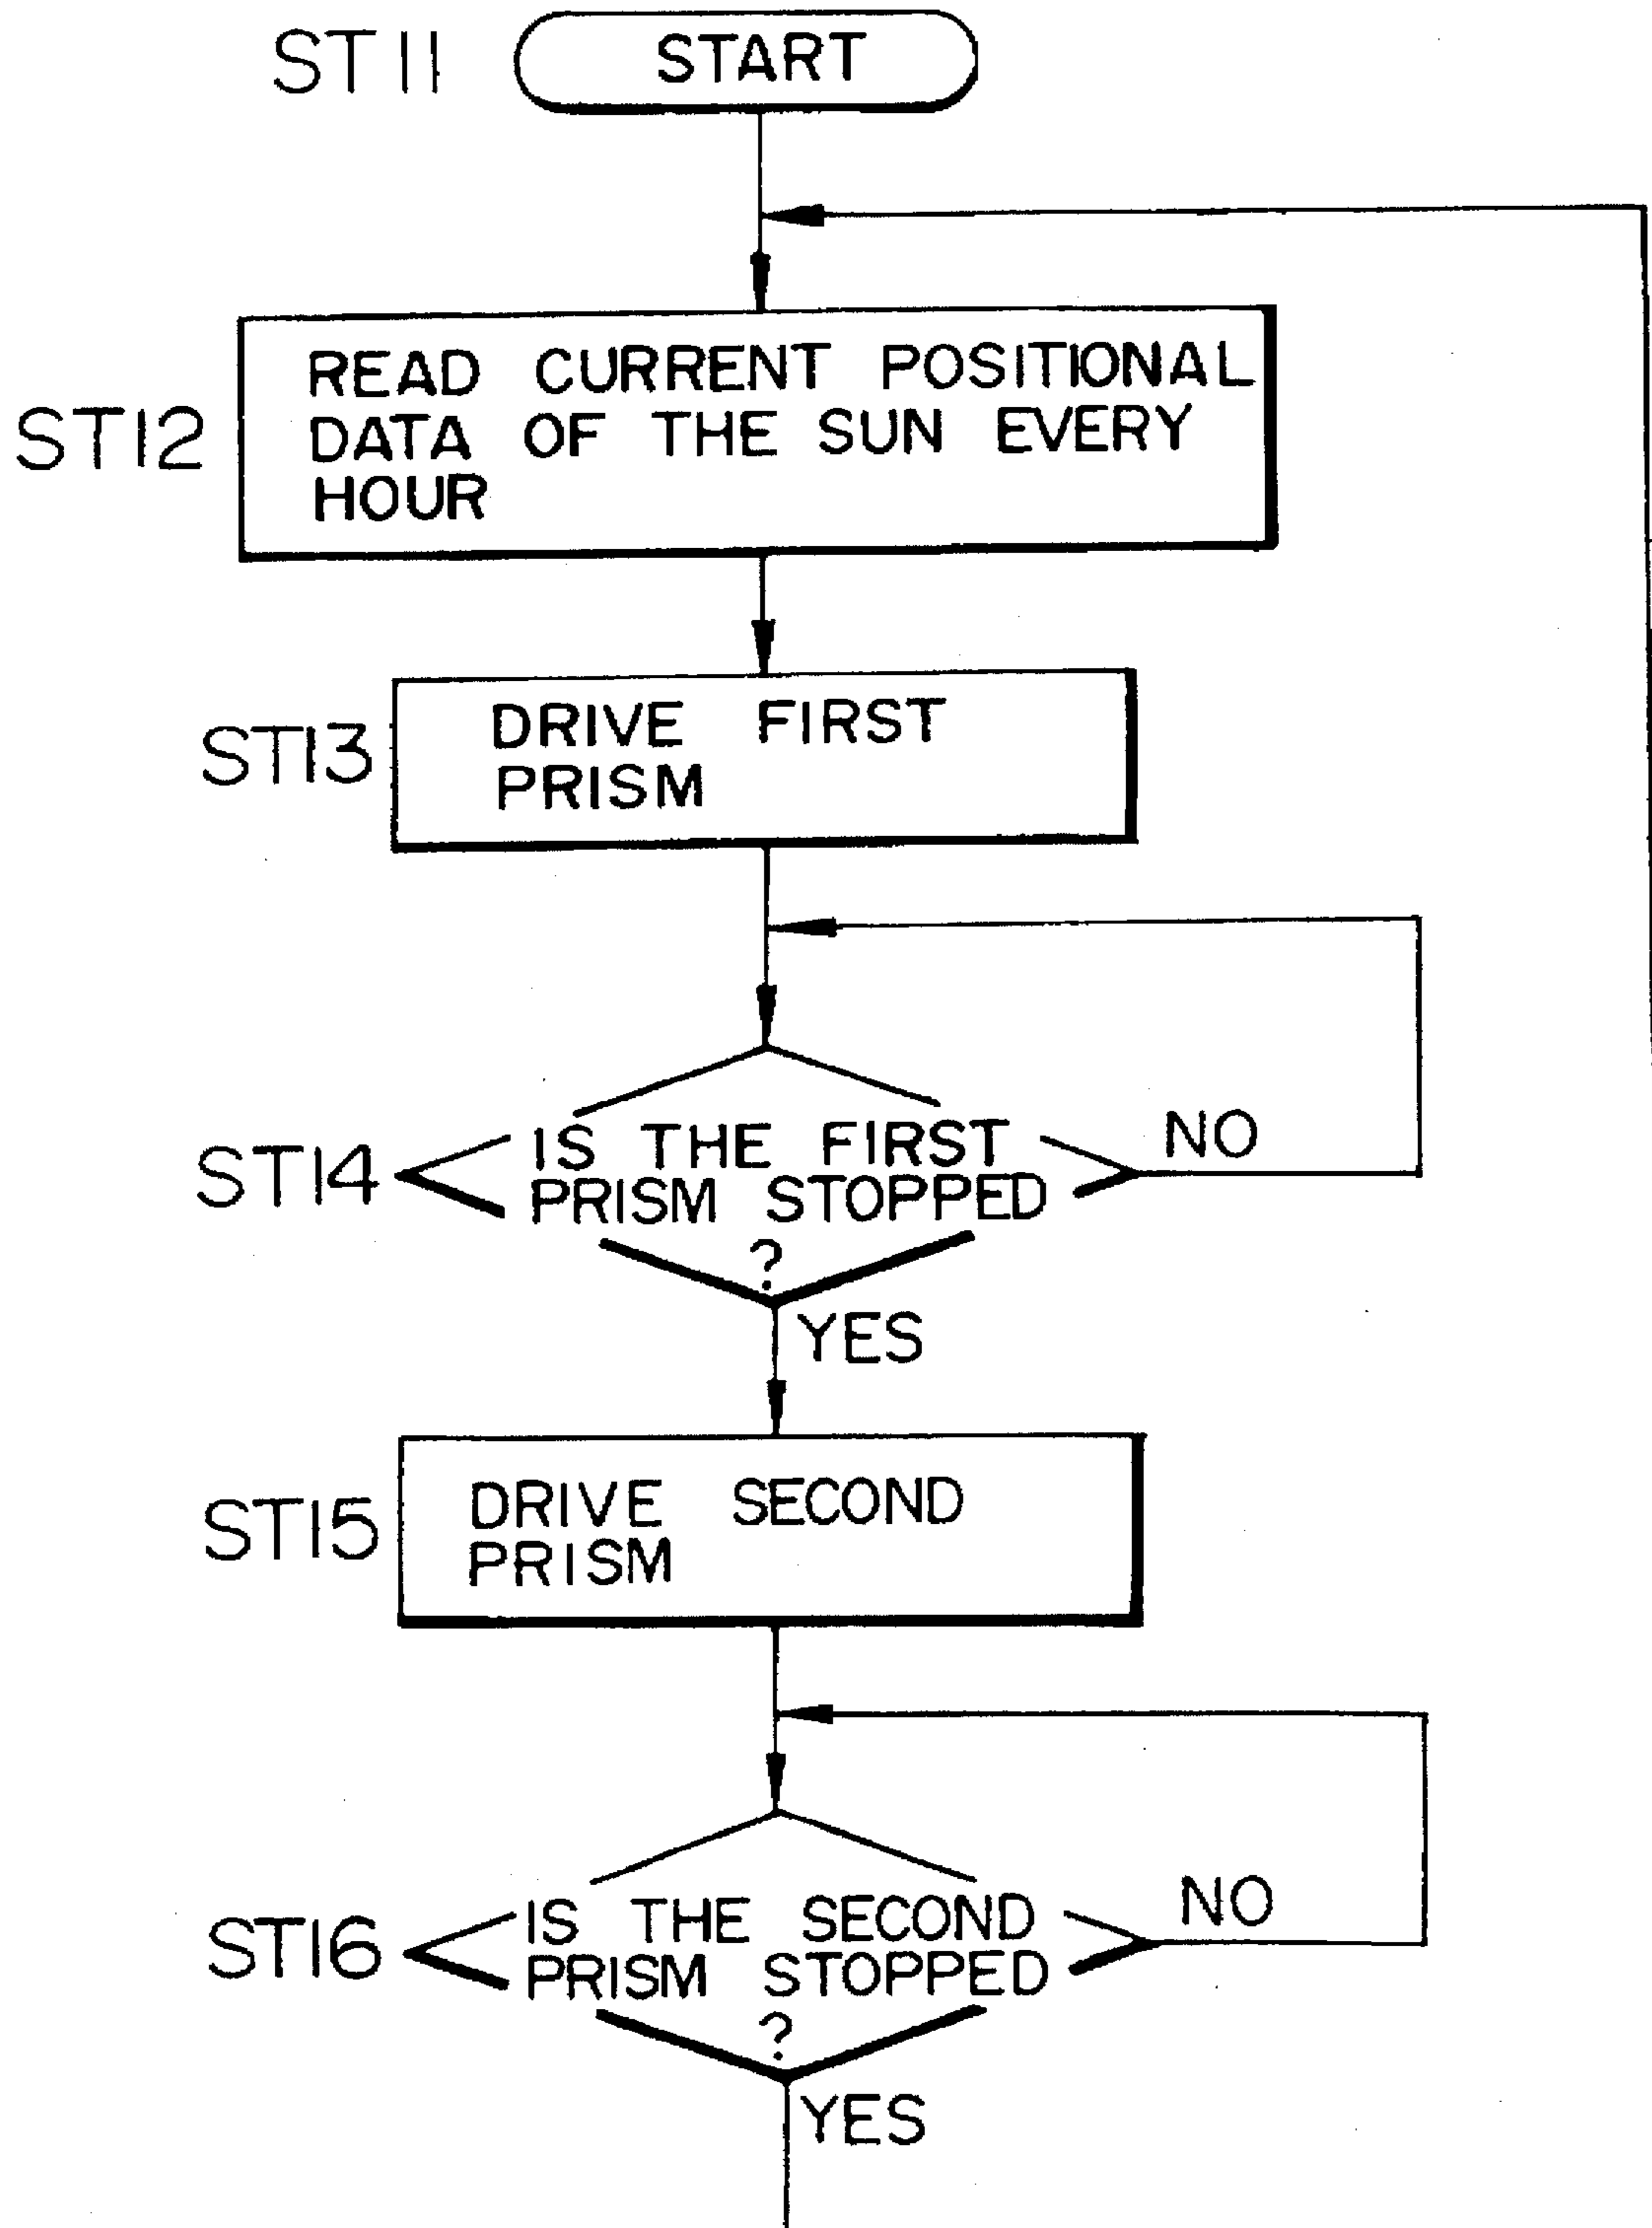 ST11 START
READ CURRENT POSITIONAL
ST12 DATA OF THE SUN EVERY
HOUR
ST13 DRIVE FIRST
PRISM
IS THE FIRST NO
ST14 PRISM STOPPED
?
YES
ST15 DRIVE SECOND
PRISM
IS THE SECOND NO
ST16 PRISM STOPPED
?
YES